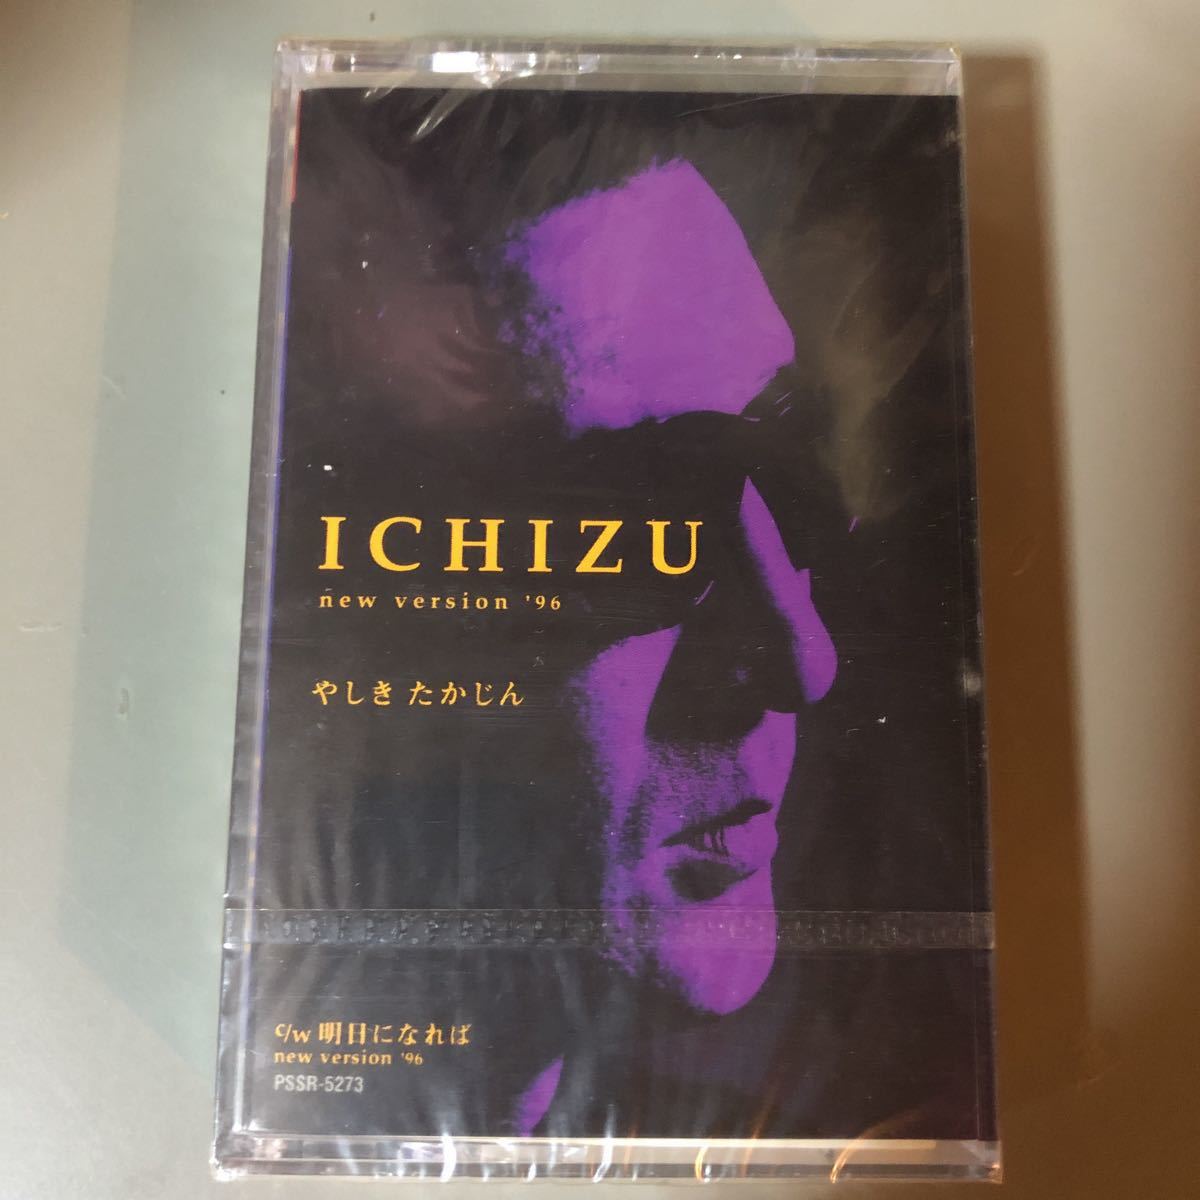 ICHIZU
new version '96
やしき たかじん
c/w 明日になれば
new version '96
PSSR-5273